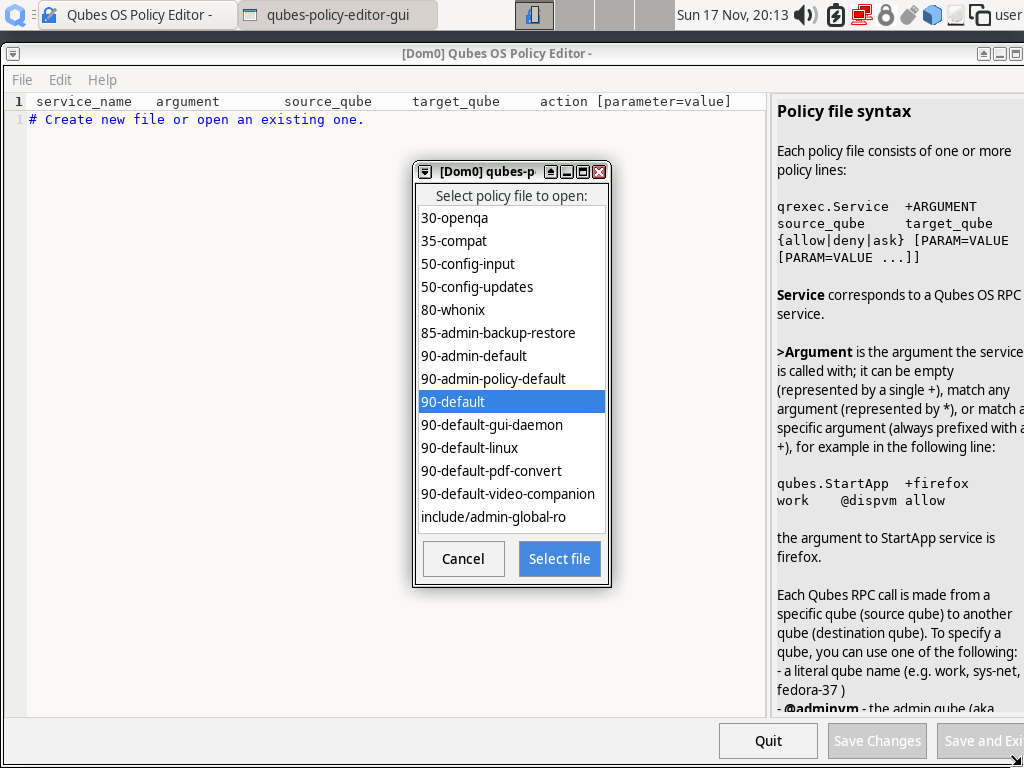 Qubes OS Policy Editor -
qubes-policy-editor-gui
Sun 17 Nov, 20:13
user
[Dom0] Qubes OS Policy Editor -
File Edit Help
1 service_name argument source_qube target_qube action [parameter=value]
1 # Create new file or open an existing one.
[Dom0] qubes-p
Select policy file to open:
30-openqa
35-compat
50-config-input
50-config-updates
80-whonix
85-admin-backup-restore
90-admin-default
90-admin-policy-default
90-default
90-default-gui-daemon
90-default-linux
90-default-pdf-convert
90-default-video-companion
include/admin-global-ro
Cancel
Select file
Policy file syntax
Each policy file consists of one or more
policy lines:
qrexec.Service +ARGUMENT
source_qube target_qube
{allow|deny|ask} [PARAM=VALUE
[PARAM=VALUE ...]]
Service corresponds to a Qubes OS RPC
service.
>Argument is the argument the service
is called with; it can be empty
(represented by a single +), match any
argument (represented by *), or match a
specific argument (always prefixed with a
+), for example in the following line:
qubes.StartApp +firefox
work @dispvm allow
the argument to StartApp service is
firefox.
Each Qubes RPC call is made from a
specific qube (source qube) to another
qube (destination qube). To specify a
qube, you can use one of the following:
- a literal qube name (e.g. work, sys-net,
fedora-37 )
- @adminvm - the admin qube (aka
Quit
Save Changes
Save and Exi